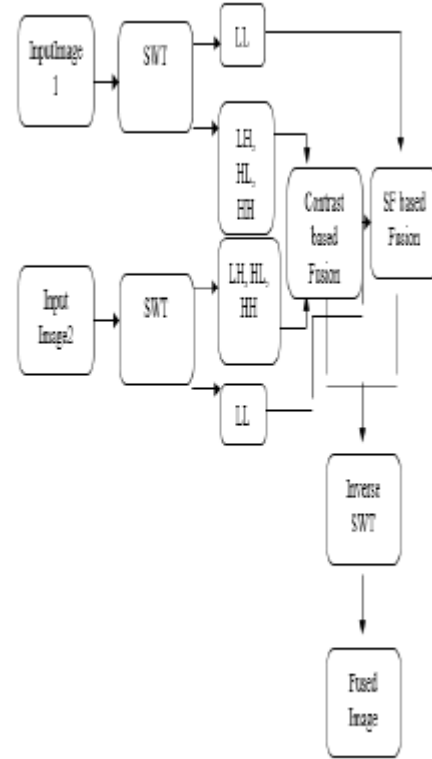 InputImage
1
SWT
LL
LH,
HL,
HH
Contrast
based
Fusion
SF based
Fusion
Input
Image2
SWT
LH, HL,
HH
LL
Inverse
SWT
Fused
Image